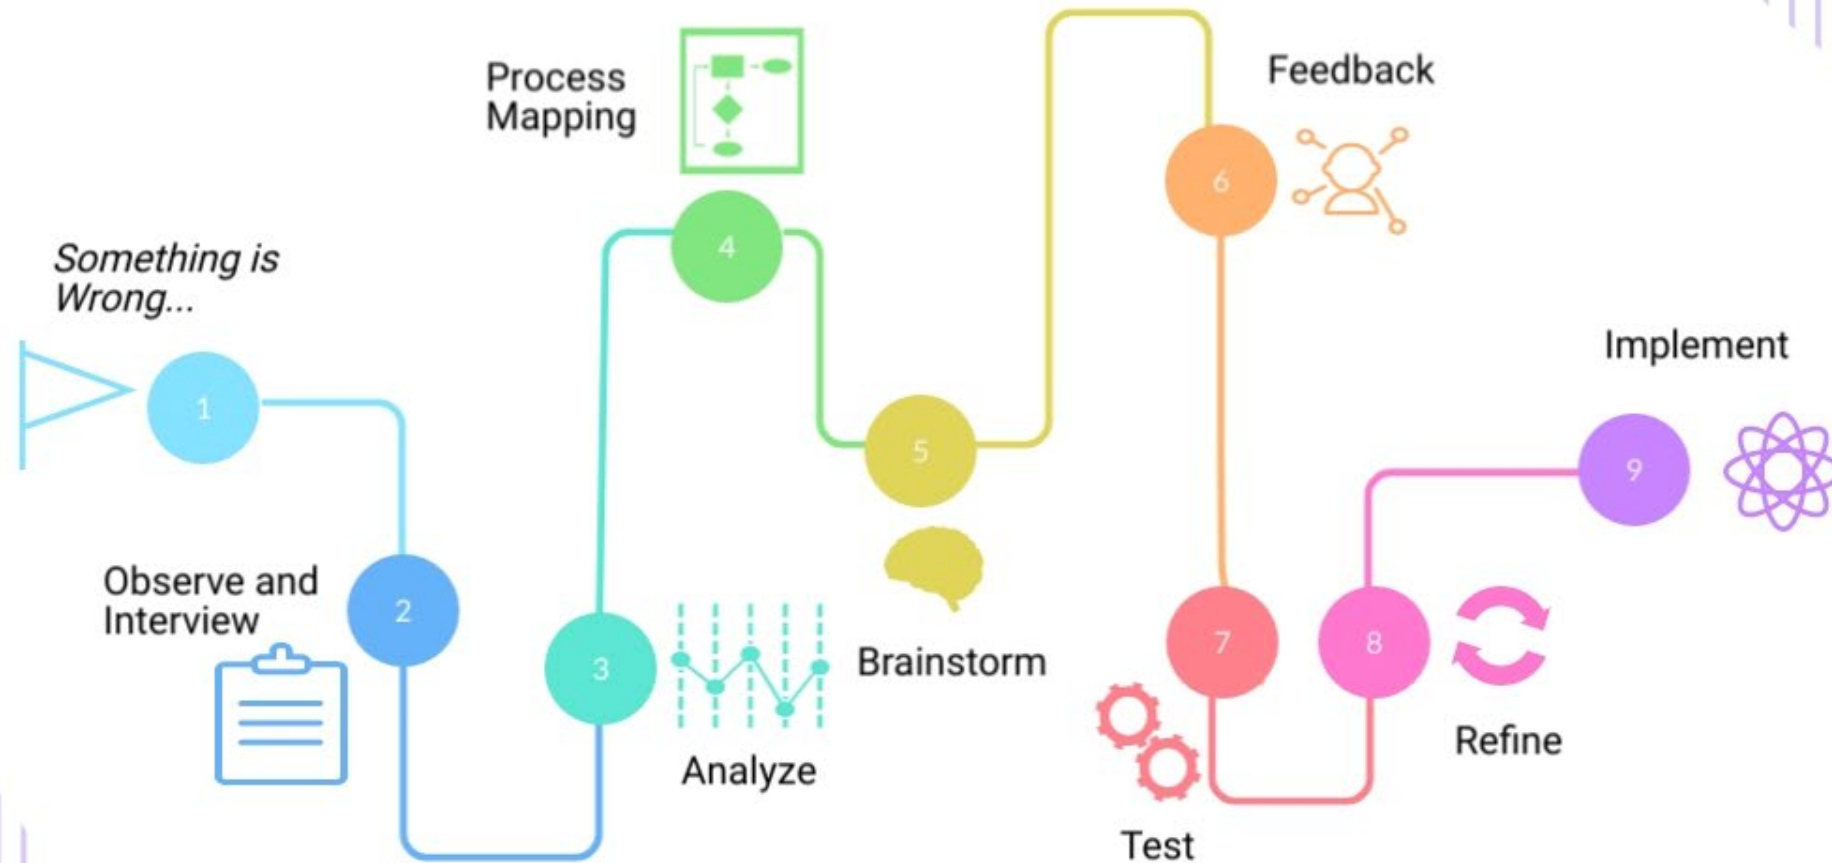 Something is
Wrong...
1
Observe and
Interview
2
3
Analyze
Process
Mapping
4
5
Brainstorm
Feedback
6
7
Test
8
Refine
Implement
9